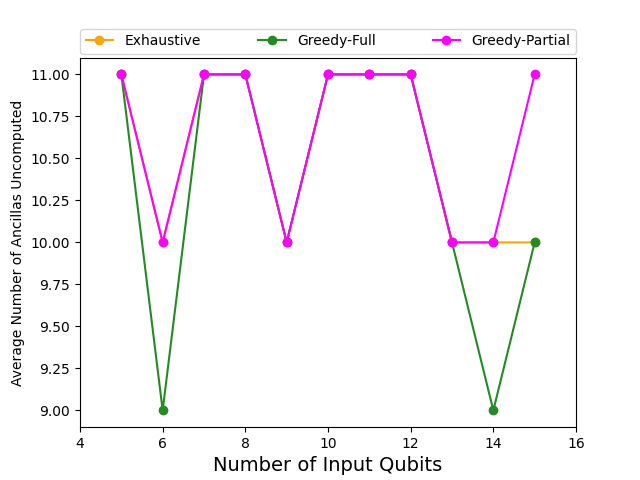 Exhaustive Greedy-Full Greedy-Partial
Average Number of Ancillas Uncomputed
11.00
10.75
10.50
10.25
10.00
9.75
9.50
9.25
9.00
4 6 8 10 12 14 16
Number of Input Qubits